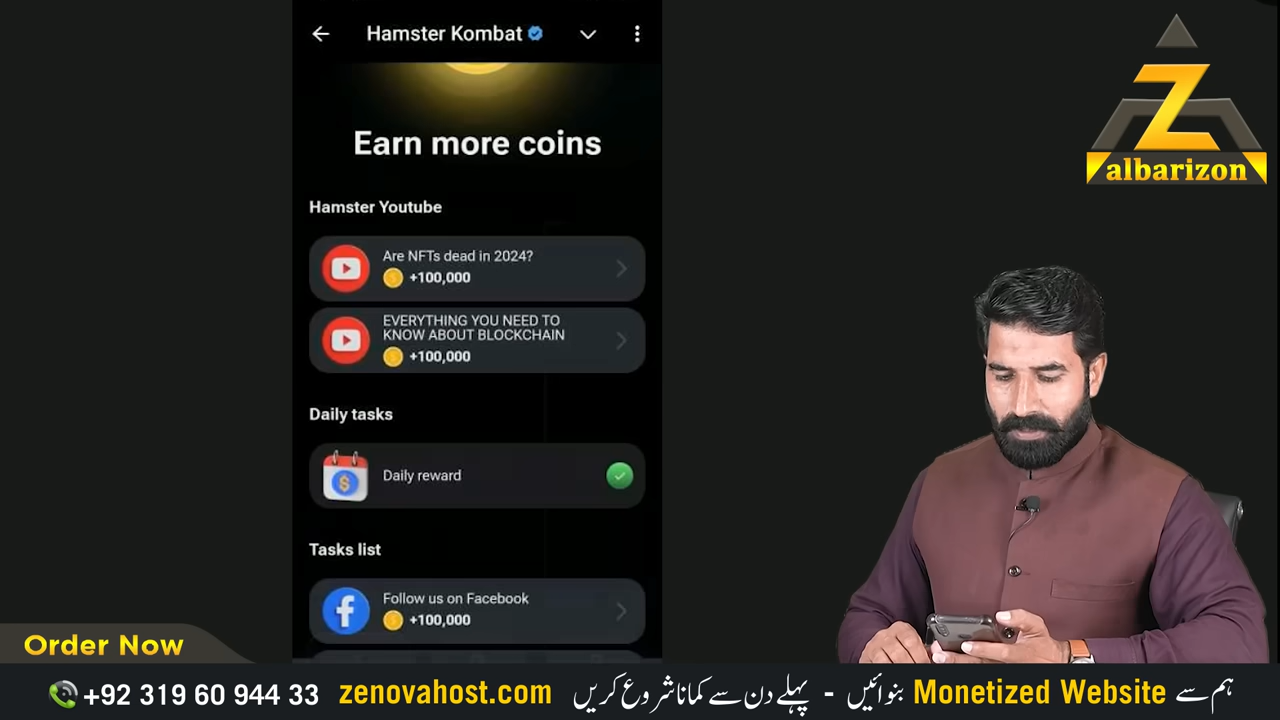 Hamster Kombat
Earn more coins
Hamster Youtube
Are NFTs dead in 2024?
+100,000
EVERYTHING YOU NEED TO
KNOW ABOUT BLOCKCHAIN
+100,000
Daily tasks
Daily reward
Tasks list
Follow us on Facebook
+100,000
Z
albarizon
Order Now
+92 319 60 944 33 zenovahost.com ہم سے Monetized Website بنوائیں - پہلے دن سے کمانا شروع کریں